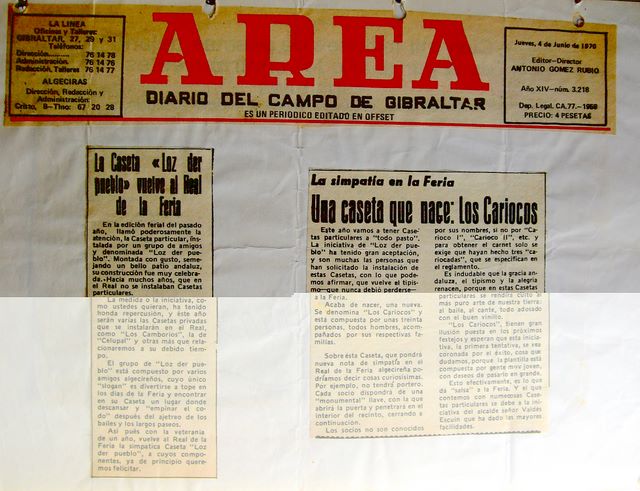 LA LINEA
Oficinas y Talleres:
GIBRALTAR, 27, 29 y 31
Teléfonos:
Dirección......... 76 14 78
Administración. 76 14 76
Redacción, Talleres 76 14 77
ALGECIRAS
Dirección, Redacción y
Administración:
Cristo, 8-Tfno: 67 20 28
AREA
DIARIO DEL CAMPO DE GIBRALTAR
ES UN PERIODICO EDITADO EN OFFSET
Jueves, 4 de Junio de 1970
Editor-Director
ANTONIO GOMEZ RUBIO
Año XIV-núm. 3.218
Dep. Legal. CA.77.-1958
PRECIO: 4 PESETAS
La Caseta «Loz der
pueblo» vuelve al Real
de la Feria
En la edición ferial del pasado
año, llamó poderosamente la
atención, la Caseta particular, ins-
talada por un grupo de amigos
y denominada "Loz der pue-
blo". Montada con gusto, seme-
jando un bello patio andaluz,
su construcción fue muy celebra-
da.-Hacía muchos años, que en
el Real no se instalaban Casetas
particulares.
La medida o la iniciativa, co-
mo ustedes quieran, ha tenido
honda repercusión, y éste año
serán varias las Casetas privadas
que se instalarán en el Real,
como "Los Camborios", la de
"Celupal" y otras más que rela-
cionaremos a su debido tiem-
po.
El grupo de "Loz der pue-
blo" está compuesto por varios
amigos algecireños, cuyo único
"slogan" es divertirse a tope en
los días de la Feria y encontrar
en su Caseta un lugar donde
descansar y "empinar el co-
do" después del ajetreo de los
bailes y los largos paseos.
Así pués con la veteranía
de un año, vuelve al Real de la
Feria la simpática Caseta "Loz
der pueblo", a cuyos compone-
ntes, ya de principio quere-
mos felicitar.
La simpatía en la Feria
Una caseta que nace: Los Cariocos
Este año vamos a tener Case-
tas particulares a "todo pasto".
La iniciativa de "Loz der pue-
blo" ha tenido gran aceptación,
y son muchas las personas que
han solicitado la instalación de
estas Casetas, con lo que pode-
mos afirmar, que vuelve el tipis-
mo-que nunca debió perderse-
a la Feria.
Acaba de nacer, una nueva.
Se denomina "Los Cariocos" y
está compuesta por unas treinta
personas, todos hombres, acom-
pañados por sus respectivas fa-
milias.
Sobre ésta Caseta, que pondrá
nueva nota de simpatía en el
Real de la Feria algecireña po-
dríamos decir cosas curiosísimas.
Por ejemplo, no tendrá portero.
Cada socio dispondrá de una
"monumental" llave, con la que
abrirá la puerta y penetrara en el
interior del recinto, cerrando a
continuación.
Los socios no son conocidos
por sus nombres, si no por "Ca-
rioco I", "Carioco II", etc. y
para obtener el carnet solo se
exige que hayan hecho tres "ca-
riocadas", que se especifican en
el reglamento.
Es indudable que la gracia an-
daluza, el tipismo y la alegría
renacen, porque en estas Casetas
particulares se rendirá culto al
más puro arte de nuestra tierra:
al baile, al cante, todo adosado
con el buen vinillo.
"Los Cariocos", tienen gran
ilusión puesta en los próximos
festejos y esperan que esta inicia-
tiva, la primera tentativa, se vea
coronada por el éxito, cosa que no
dudamos, porque la plantilla está
compuesta por gente muy joven,
con deseos de pasarlo en grande.
Esto efectivamente, es lo que
da "salsa" a la Feria. Y el que
contemos con numerosas Case-
tas particulares se debe a la ini-
ciativa del alcalde señor Valdés
Escuín que ha dado las mayores
facilidades.